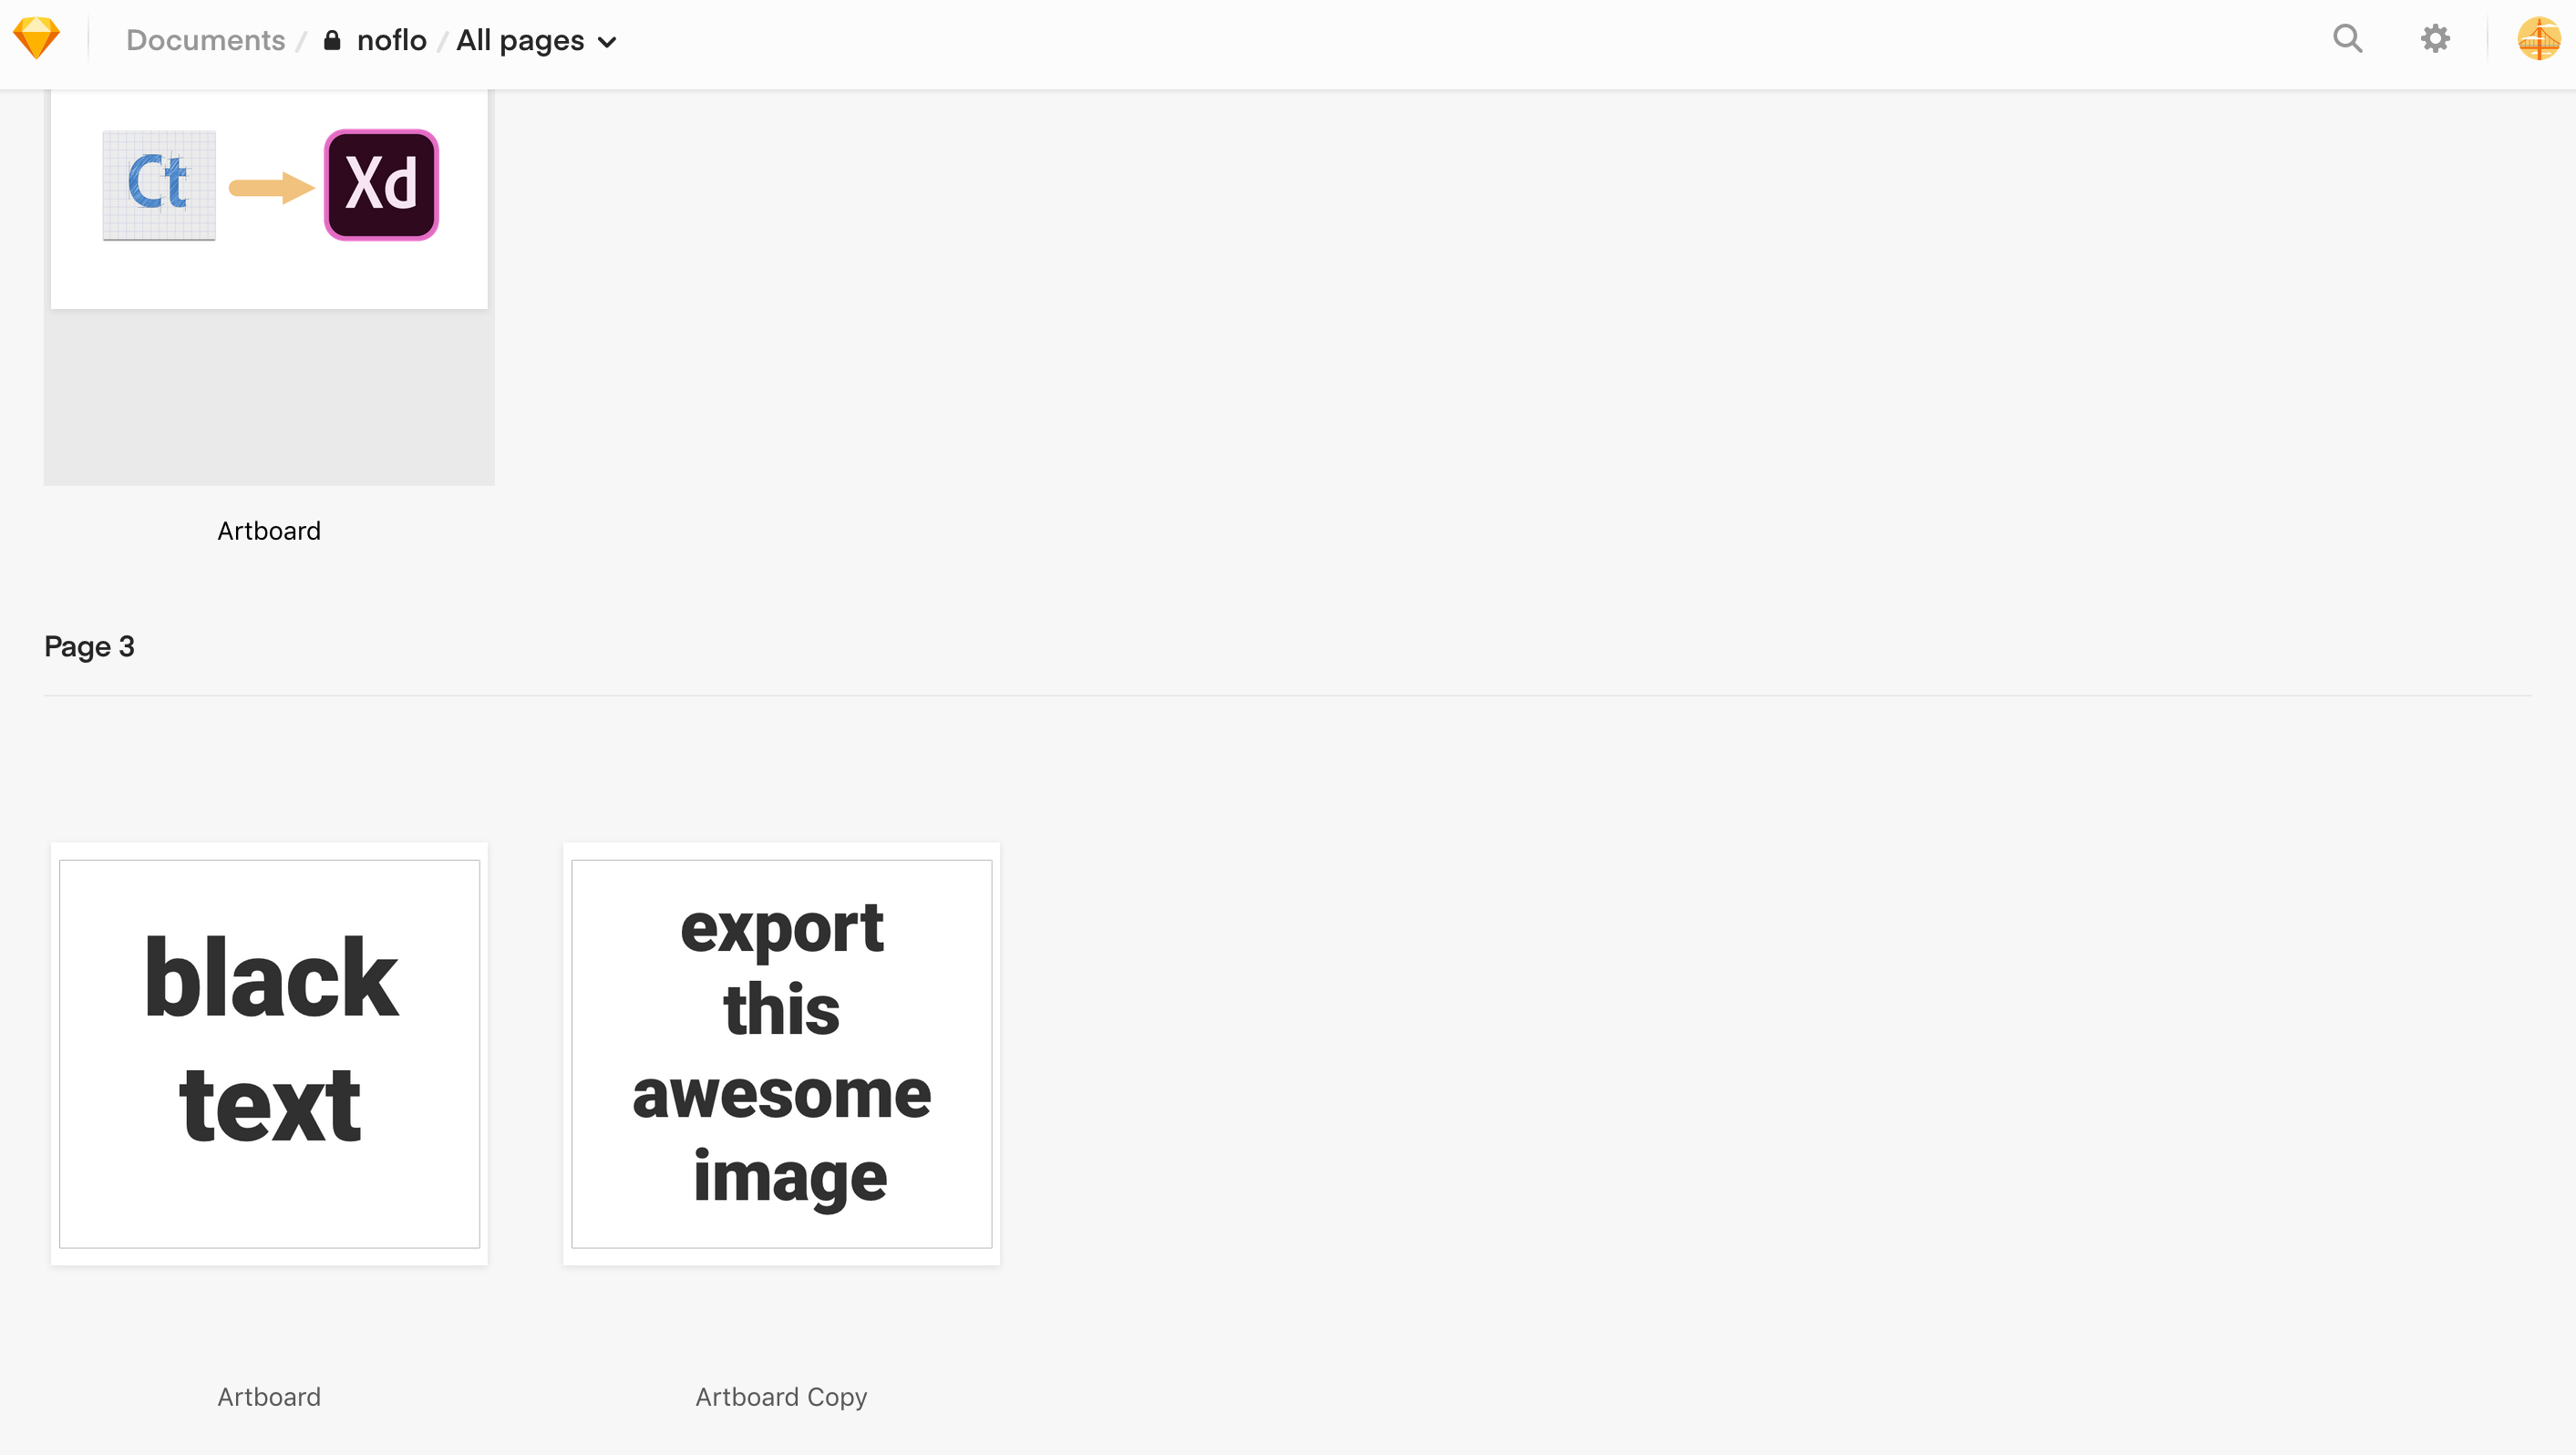 Documents / noflo / All pages
Ct Xd
Artboard
Page 3
black
text
export
this
awesome
image
Artboard
Artboard Copy